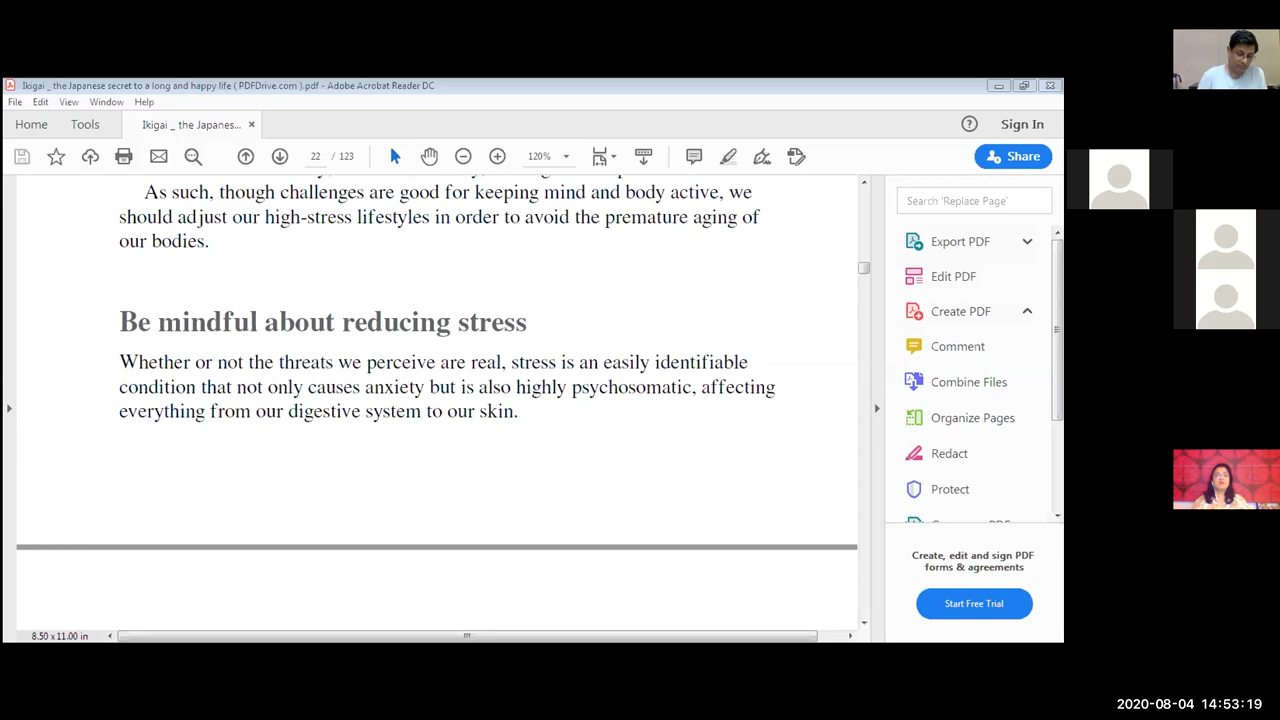 Ikigai _ the Japanese secret to a long and happy life ( PDFDrive.com ).pdf - Adobe Acrobat Reader DC
File Edit View Window Help
Home Tools Ikigai _ the Japanes... × Sign In
22 / 123 120% Share
As such, though challenges are good for keeping mind and body active, we
should adjust our high-stress lifestyles in order to avoid the premature aging of
our bodies.
Be mindful about reducing stress
Whether or not the threats we perceive are real, stress is an easily identifiable
condition that not only causes anxiety but is also highly psychosomatic, affecting
everything from our digestive system to our skin.
8.50 x 11.00 in
Search 'Replace Page'
Export PDF
Edit PDF
Create PDF
Comment
Combine Files
Organize Pages
Redact
Protect
Create, edit and sign PDF
forms & agreements
Start Free Trial
2020-08-04 14:53:19